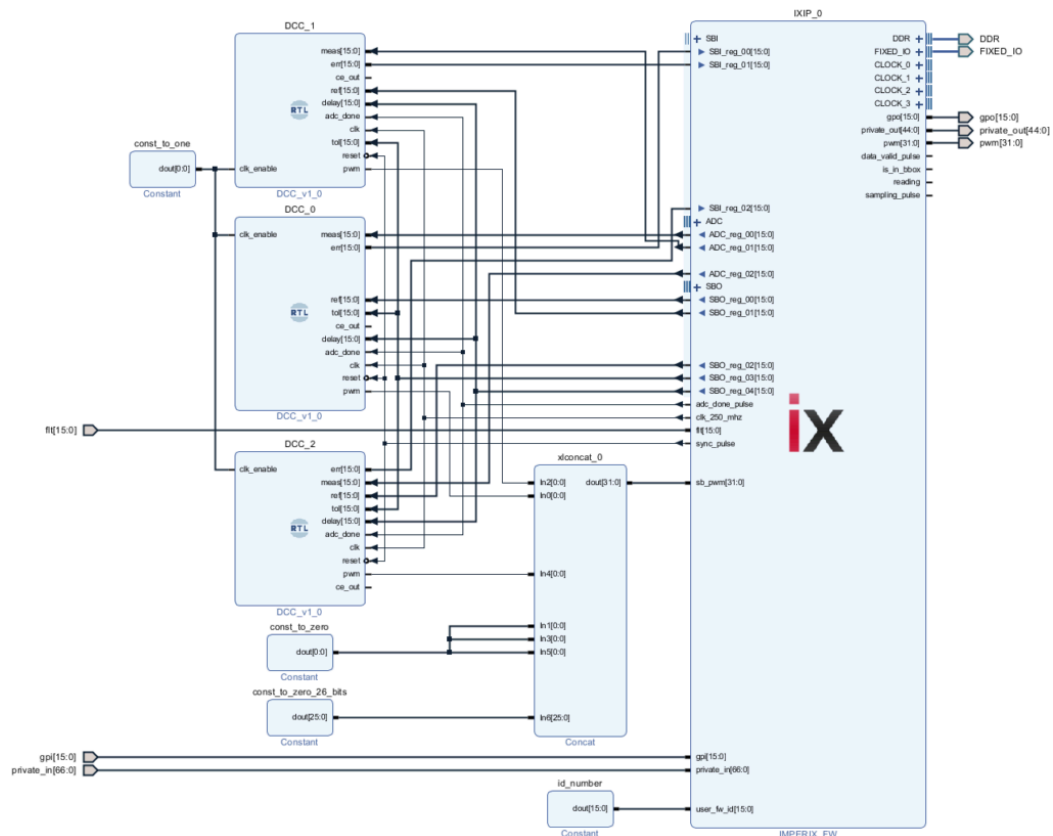 DCC_1
meas[15:0]
err[15:0]
ce_out
ref[15:0]
delay[15:0]
adc_done
clk
tol[15:0]
reset
clk_enable
pwm
RTL
DCC_v1_0
const_to_one
dout[0:0]
Constant
DCC_0
clk_enable
meas[15:0]
err[15:0]
ref[15:0]
tol[15:0]
ce_out
delay[15:0]
adc_done
clk
reset
pwm
RTL
DCC_v1_0
flt[15:0]
DCC_2
clk_enable
err[15:0]
meas[15:0]
ref[15:0]
tol[15:0]
delay[15:0]
adc_done
clk
reset
pwm
ce_out
RTL
DCC_v1_0
const_to_zero
dout[0:0]
Constant
const_to_zero_26_bits
dout[25:0]
Constant
xlconcat_0
In2[0:0]
dout[31:0]
In0[0:0]
In4[0:0]
In1[0:0]
In3[0:0]
In5[0:0]
In6[25:0]
Concat
gpi[15:0]
private_in[66:0]
id_number
dout[15:0]
Constant
IXIP_0
SBI
SBI_reg_00[15:0]
SBI_reg_01[15:0]
SBI_reg_02[15:0]
ADC
ADC_reg_00[15:0]
ADC_reg_01[15:0]
ADC_reg_02[15:0]
SBO
SBO_reg_00[15:0]
SBO_reg_01[15:0]
SBO_reg_02[15:0]
SBO_reg_03[15:0]
SBO_reg_04[15:0]
adc_done_pulse
clk_250_mhz
flt[15:0]
sync_pulse
sb_pwm[31:0]
gpi[15:0]
private_in[66:0]
user_fw_id[15:0]
DDR
FIXED_IO
CLOCK_0
CLOCK_1
CLOCK_2
CLOCK_3
gpo[15:0]
private_out[44:0]
pwm[31:0]
data_valid_pulse
is_in_bbox
reading
sampling_pulse
ix
IMPERIX_FW
DDR
FIXED_IO
gpo[15:0]
private_out[44:0]
pwm[31:0]